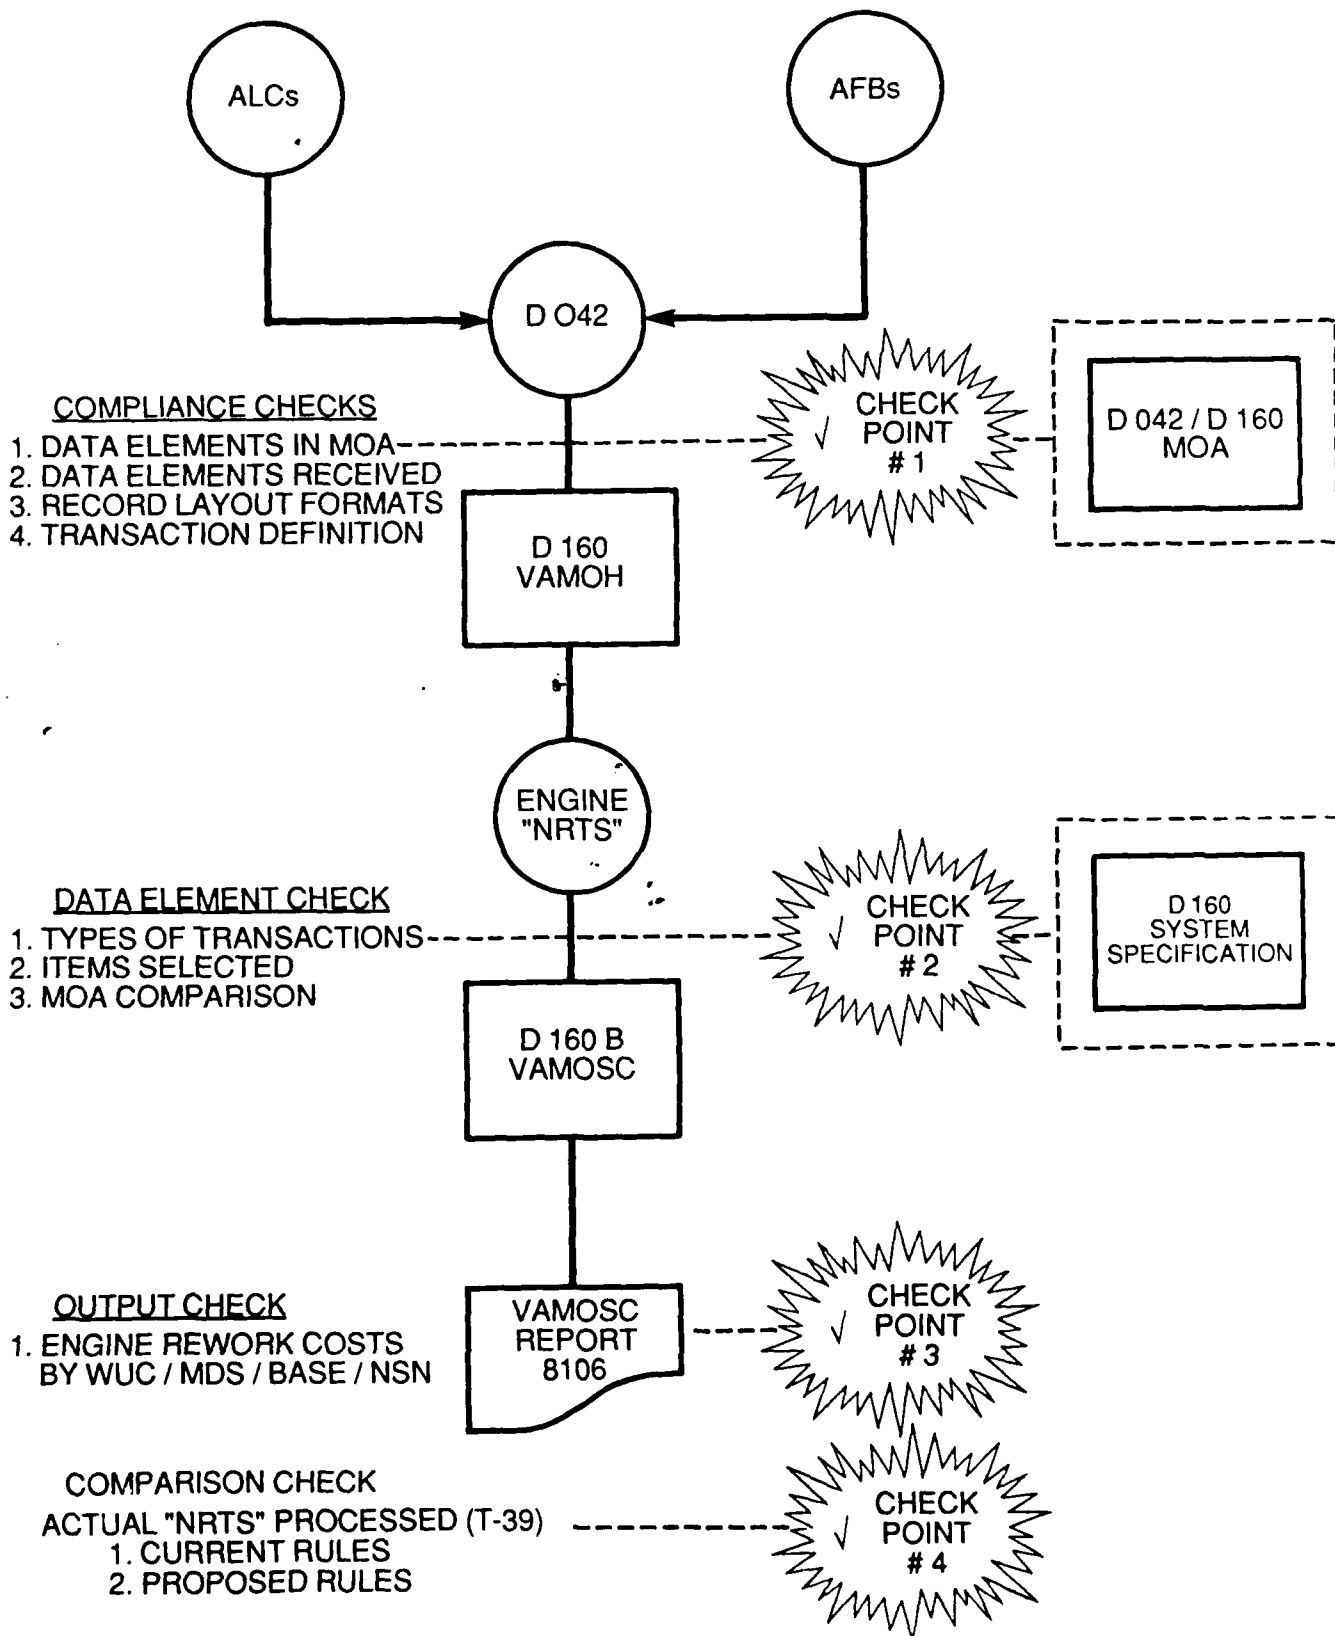 ALCs
AFBs
D O42
COMPLIANCE CHECKS
1. DATA ELEMENTS IN MOA
2. DATA ELEMENTS RECEIVED
3. RECORD LAYOUT FORMATS
4. TRANSACTION DEFINITION
√ CHECK
POINT
# 1
D 042 / D 160
MOA
D 160
VAMOH
ENGINE
"NRTS"
DATA ELEMENT CHECK
1. TYPES OF TRANSACTIONS
2. ITEMS SELECTED
3. MOA COMPARISON
√ CHECK
POINT
# 2
D 160
SYSTEM
SPECIFICATION
D 160 B
VAMOSC
OUTPUT CHECK
1. ENGINE REWORK COSTS
BY WUC / MDS / BASE / NSN
VAMOSC
REPORT
8106
√ CHECK
POINT
# 3
COMPARISON CHECK
ACTUAL "NRTS" PROCESSED (T-39)
1. CURRENT RULES
2. PROPOSED RULES
√ CHECK
POINT
# 4